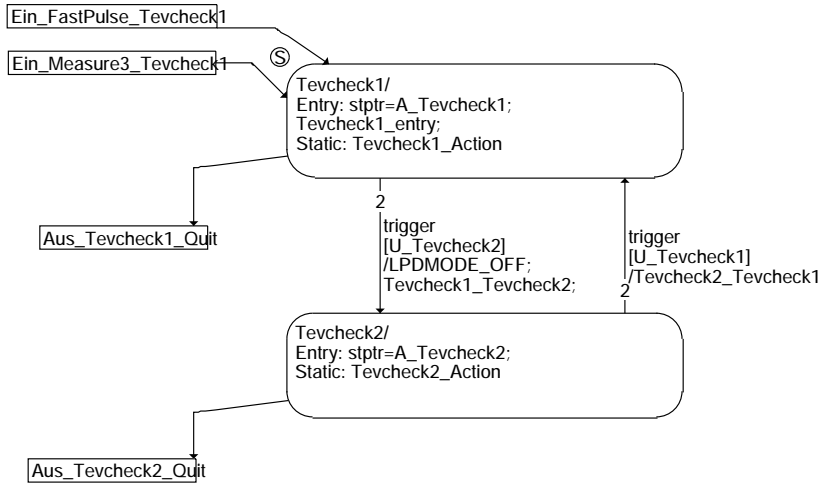 Ein_FastPulse_Tevcheck1
Ein_Measure3_Tevcheck1
S
Tevcheck1/
Entry: stptr=A_Tevcheck1;
Tevcheck1_entry;
Static: Tevcheck1_Action
Aus_Tevcheck1_Quit
2
trigger
[U_Tevcheck2]
/LPDMODE_OFF;
Tevcheck1_Tevcheck2;
trigger
[U_Tevcheck1]
/Tevcheck2_Tevcheck1
2
Tevcheck2/
Entry: stptr=A_Tevcheck2;
Static: Tevcheck2_Action
Aus_Tevcheck2_Quit